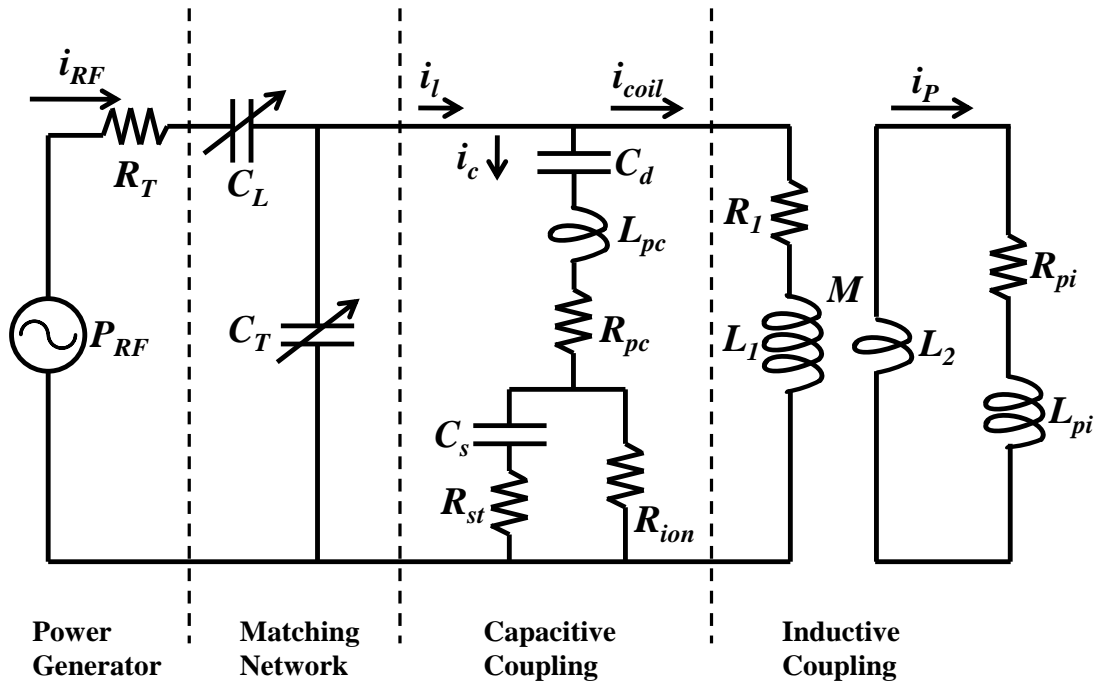 i_RF
i_l
i_coil
i_P
R_T
C_L
i_c
C_d
L_pc
R_1
M
R_pi
P_RF
C_T
R_pc
L_1
L_2
L_pi
C_s
R_st
R_ion
Power
Generator
Matching
Network
Capacitive
Coupling
Inductive
Coupling